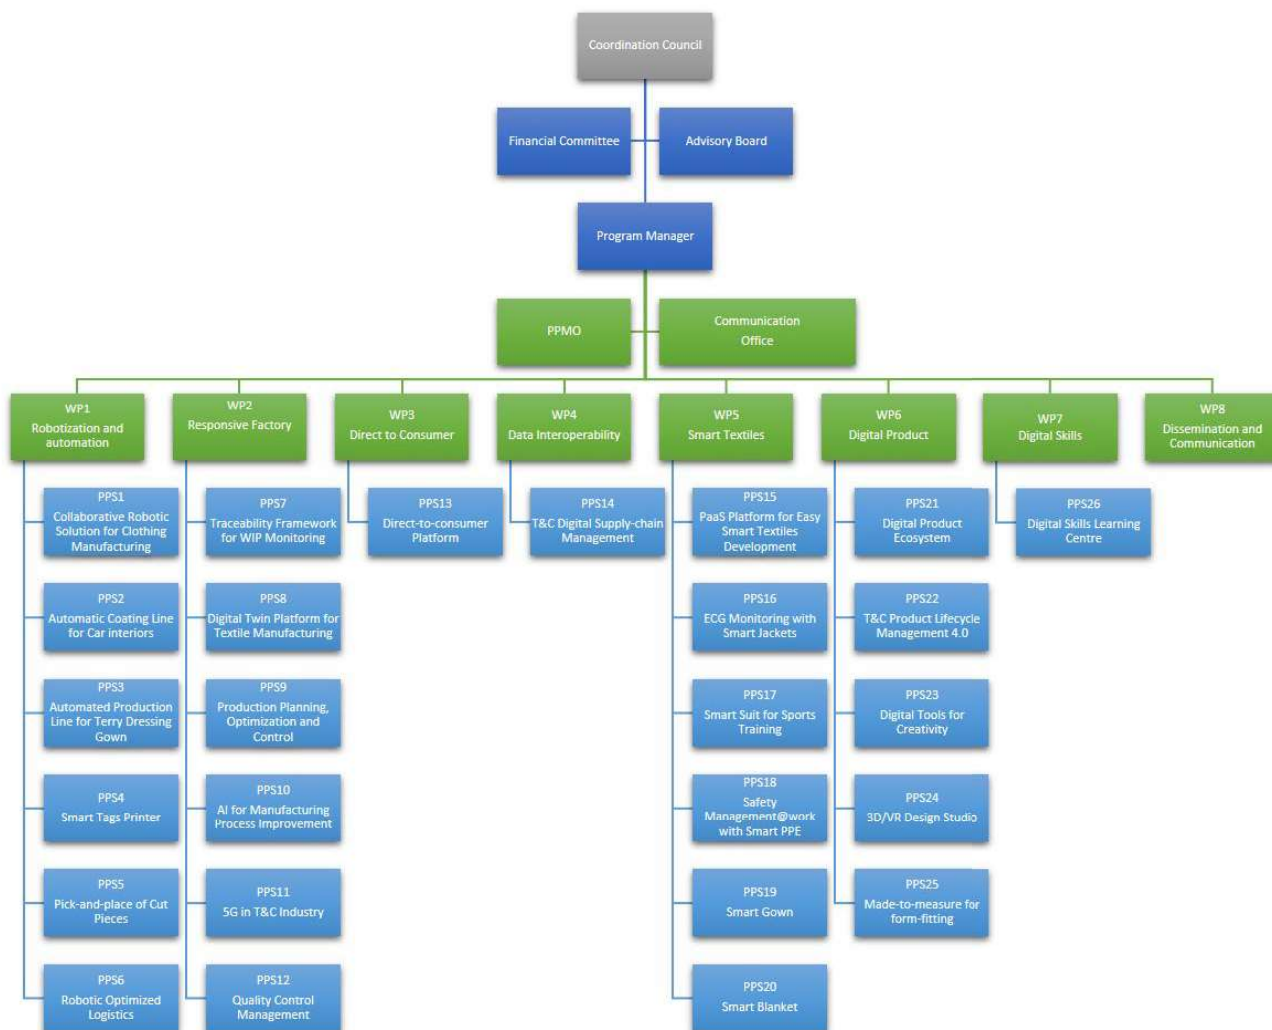 Coordination Council
Financial Committee
Advisory Board
Program Manager
PPMO
Communication
Office
WP1
Robotization and
automation
WP2
Responsive Factory
WP3
Direct to Consumer
WP4
Data Interoperability
WP5
Smart Textiles
WP6
Digital Product
WP7
Digital Skills
WP8
Dissemination and
Communication
PPS1
Collaborative Robotic
Solution for Clothing
Manufacturing
PPS2
Automatic Coating Line
for Car interiors
PPS3
Automated Production
Line for Terry Dressing
Gown
PPS4
Smart Tags Printer
PPS5
Pick-and-place of Cut
Pieces
PPS6
Robotic Optimized
Logistics
PPS7
Traceability Framework
for WIP Monitoring
PPS8
Digital Twin Platform for
Textile Manufacturing
PPS9
Production Planning,
Optimization and
Control
PPS10
AI for Manufacturing
Process Improvement
PPS11
5G in T&C Industry
PPS12
Quality Control
Management
PPS13
Direct-to-consumer
Platform
PPS14
T&C Digital Supply-chain
Management
PPS15
PaaS Platform for Easy
Smart Textiles
Development
PPS16
ECG Monitoring with
Smart Jackets
PPS17
Smart Suit for Sports
Training
PPS18
Safety
Management@work
with Smart PPE
PPS19
Smart Gown
PPS20
Smart Blanket
PPS21
Digital Product
Ecosystem
PPS22
T&C Product Lifecycle
Management 4.0
PPS23
Digital Tools for
Creativity
PPS24
3D/VR Design Studio
PPS25
Made-to-measure for
form-fitting
PPS26
Digital Skills Learning
Centre